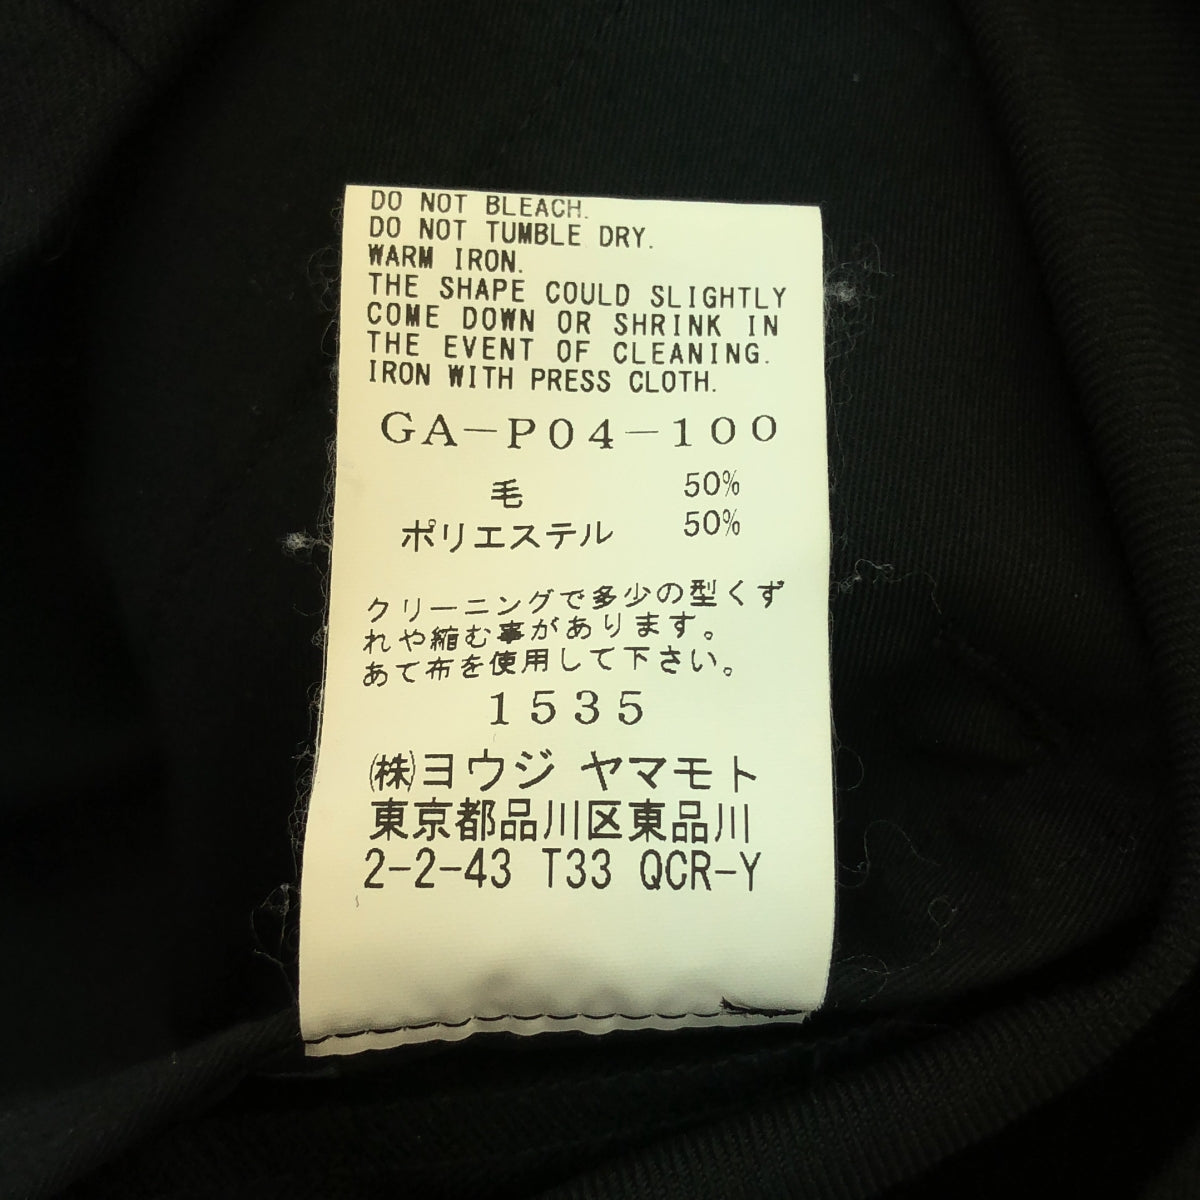 DO NOT BLEACH.
DO NOT TUMBLE DRY.
WARM IRON.
THE SHAPE COULD SLIGHTLY
COME DOWN OR SHRINK IN
THE EVENT OF CLEANING.
IRON WITH PRESS CLOTH.
GA-P04-100
毛 50%
ポリエステル 50%
クリーニングで多少の型くず
れや縮む事があります。
あて布を使用して下さい。
1535
㈱ヨウジ ヤマモト
東京都品川区東品川
2-2-43 T33 QCR-Y